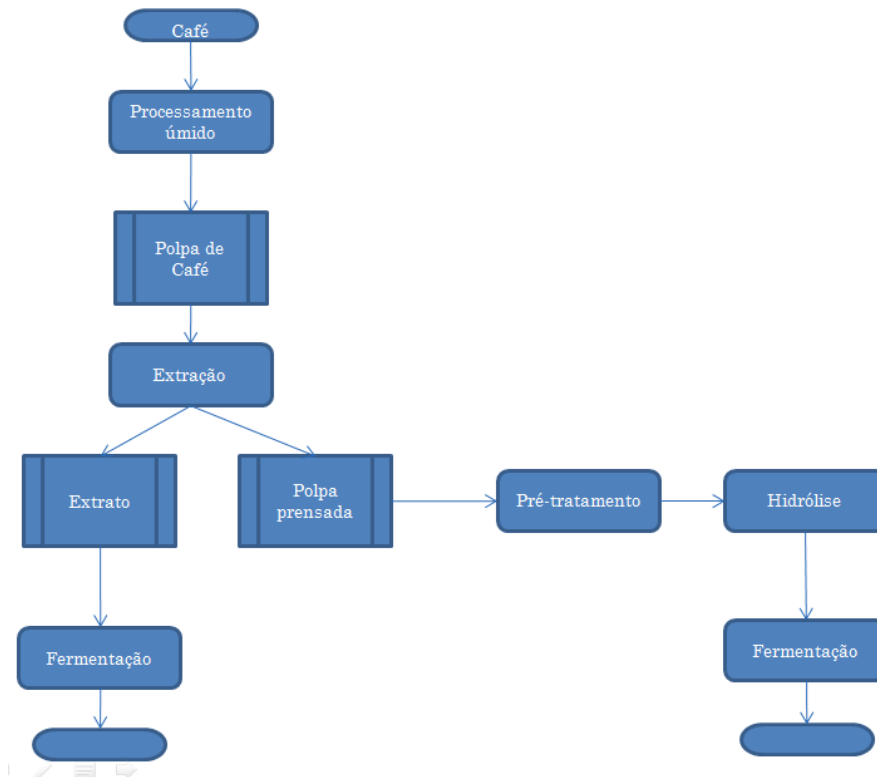 Café
Processamento
úmido
Polpa de
Café
Extração
Extrato
Polpa
prensada
Pré-tratamento
Hidrólise
Fermentação
Fermentação